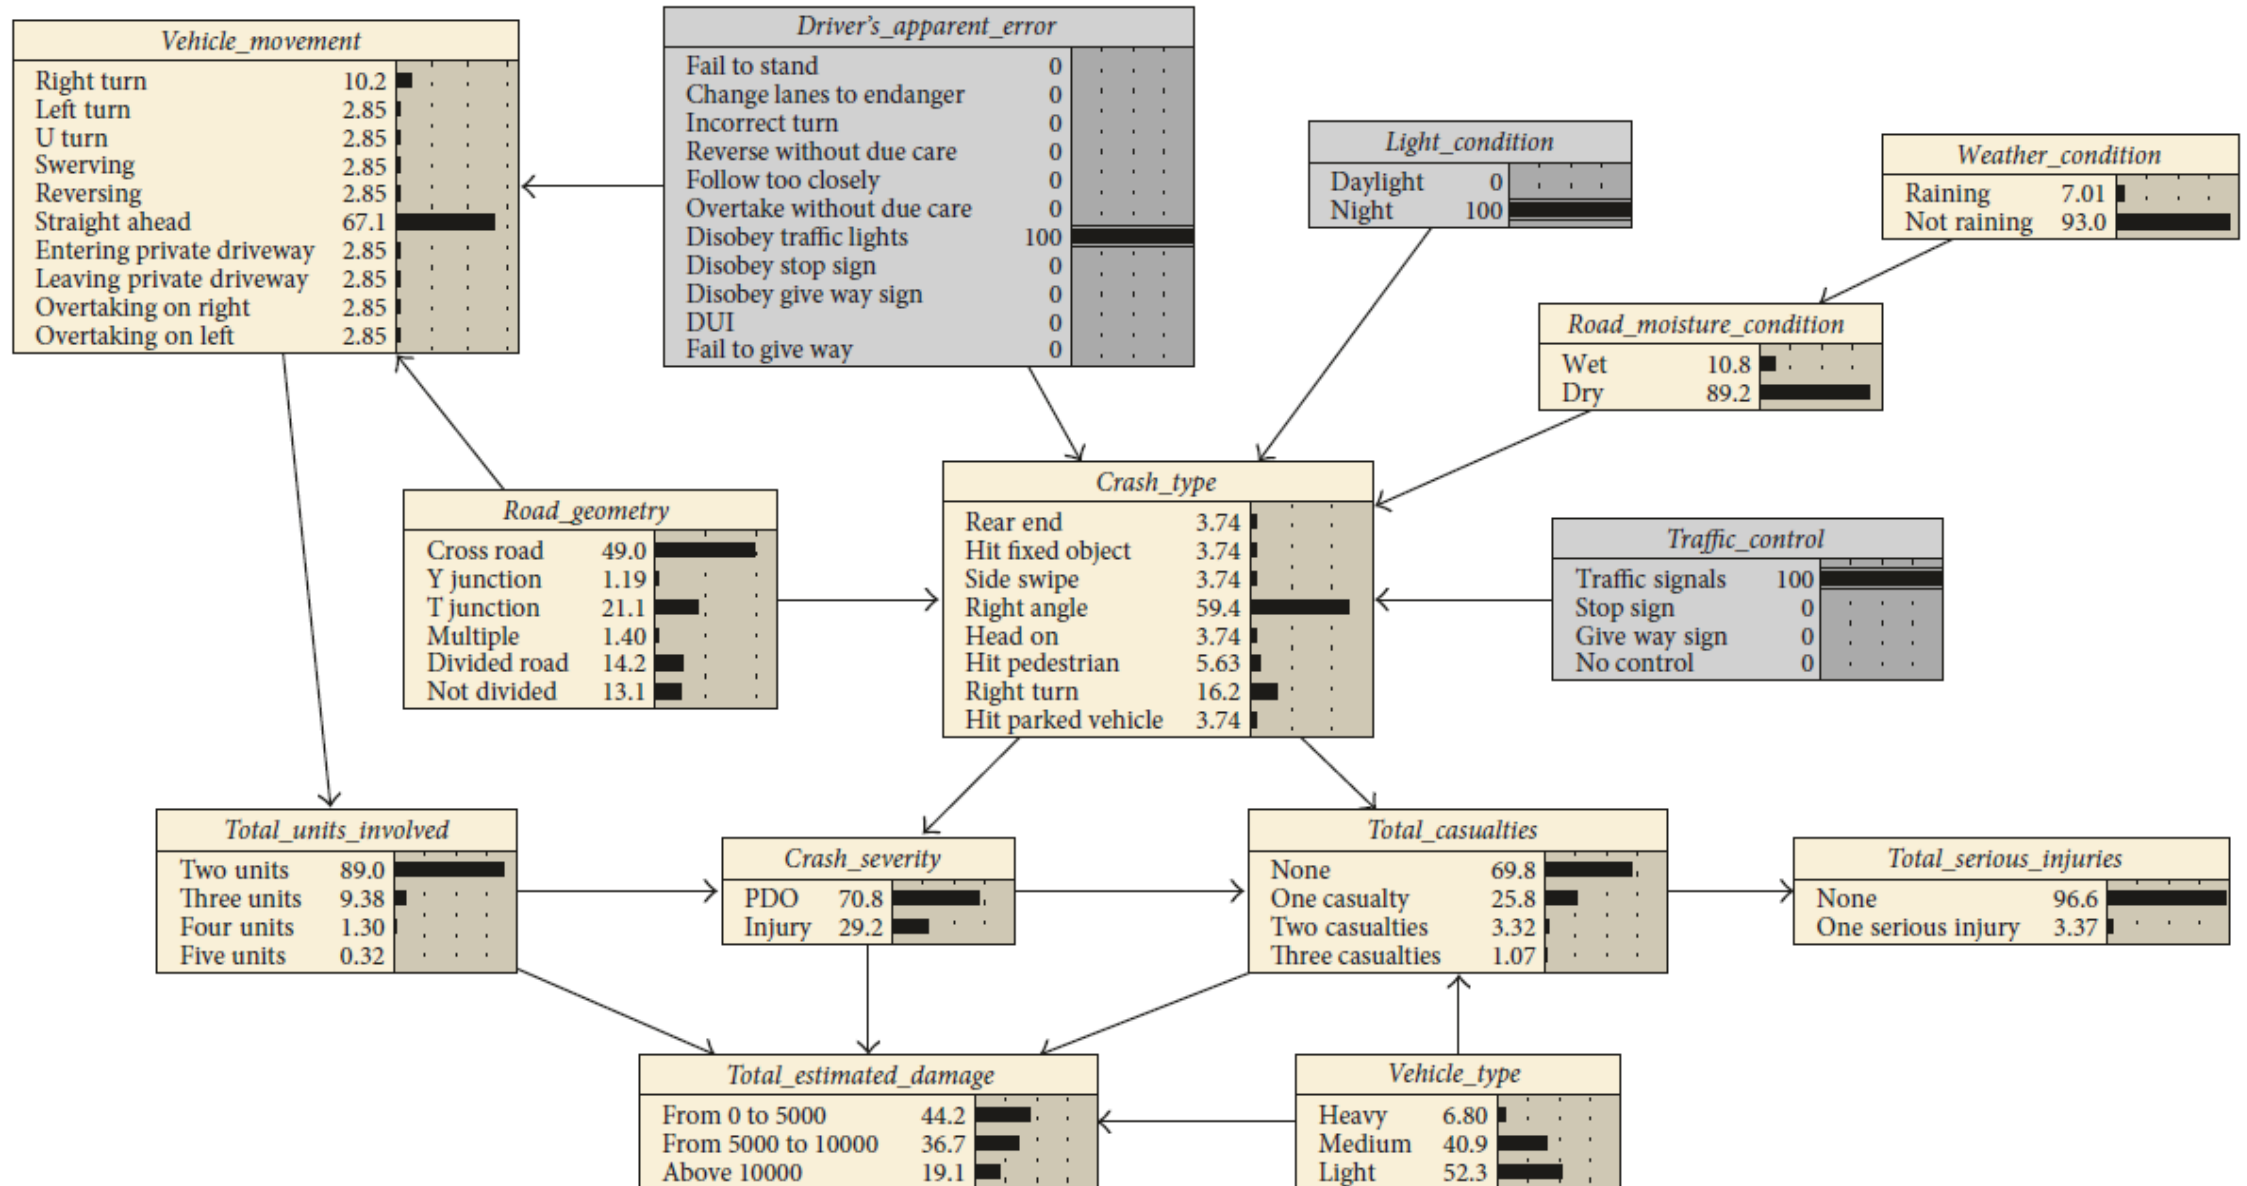 Vehicle_movement
Right turn 10.2
Left turn 2.85
U turn 2.85
Swerving 2.85
Reversing 2.85
Straight ahead 67.1
Entering private driveway 2.85
Leaving private driveway 2.85
Overtaking on right 2.85
Overtaking on left 2.85
Driver's_apparent_error
Fail to stand 0
Change lanes to endanger 0
Incorrect turn 0
Reverse without due care 0
Follow too closely 0
Overtake without due care 0
Disobey traffic lights 100
Disobey stop sign 0
Disobey give way sign 0
DUI 0
Fail to give way 0
Light_condition
Daylight 0
Night 100
Weather_condition
Raining 7.01
Not raining 93.0
Road_moisture_condition
Wet 10.8
Dry 89.2
Road_geometry
Cross road 49.0
Y junction 1.19
T junction 21.1
Multiple 1.40
Divided road 14.2
Not divided 13.1
Crash_type
Rear end 3.74
Hit fixed object 3.74
Side swipe 3.74
Right angle 59.4
Head on 3.74
Hit pedestrian 5.63
Right turn 16.2
Hit parked vehicle 3.74
Traffic_control
Traffic signals 100
Stop sign 0
Give way sign 0
No control 0
Total_units_involved
Two units 89.0
Three units 9.38
Four units 1.30
Five units 0.32
Crash_severity
PDO 70.8
Injury 29.2
Total_casualties
None 69.8
One casualty 25.8
Two casualties 3.32
Three casualties 1.07
Total_serious_injuries
None 96.6
One serious injury 3.37
Total_estimated_damage
From 0 to 5000 44.2
From 5000 to 10000 36.7
Above 10000 19.1
Vehicle_type
Heavy 6.80
Medium 40.9
Light 52.3